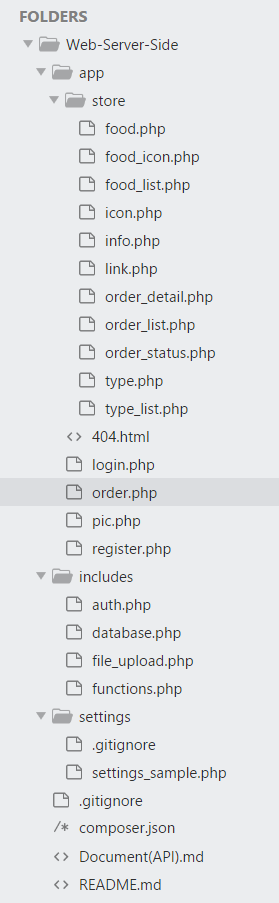 FOLDERS
Web-Server-Side
app
store
food.php
food_icon.php
food_list.php
icon.php
info.php
link.php
order_detail.php
order_list.php
order_status.php
type.php
type_list.php
<> 404.html
login.php
order.php
pic.php
register.php
includes
auth.php
database.php
file_upload.php
functions.php
settings
.gitignore
settings_sample.php
.gitignore
/* composer.json
<> Document(API).md
<> README.md